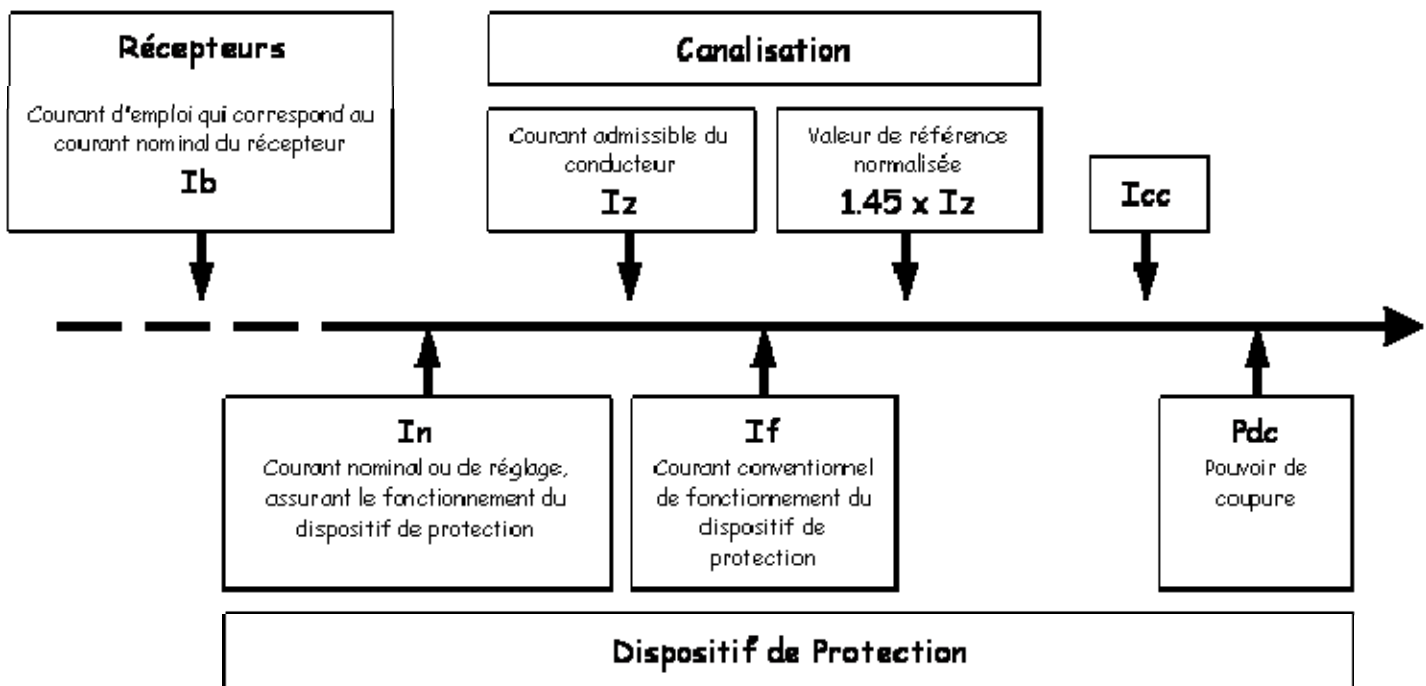 Récepteurs
Courant d'emploi qui correspond au
courant nominal du récepteur
Ib
Canalisation
Courant admissible du
conducteur
Iz
Valeur de référence
normalisée
1.45 x Iz
Icc
In
Courant nominal ou de réglage,
assurant le fonctionnement du
dispositif de protection
If
Courant conventionnel
de fonctionnement du
dispositif de
protection
Pdc
Pouvoir de
coupure
Dispositif de Protection